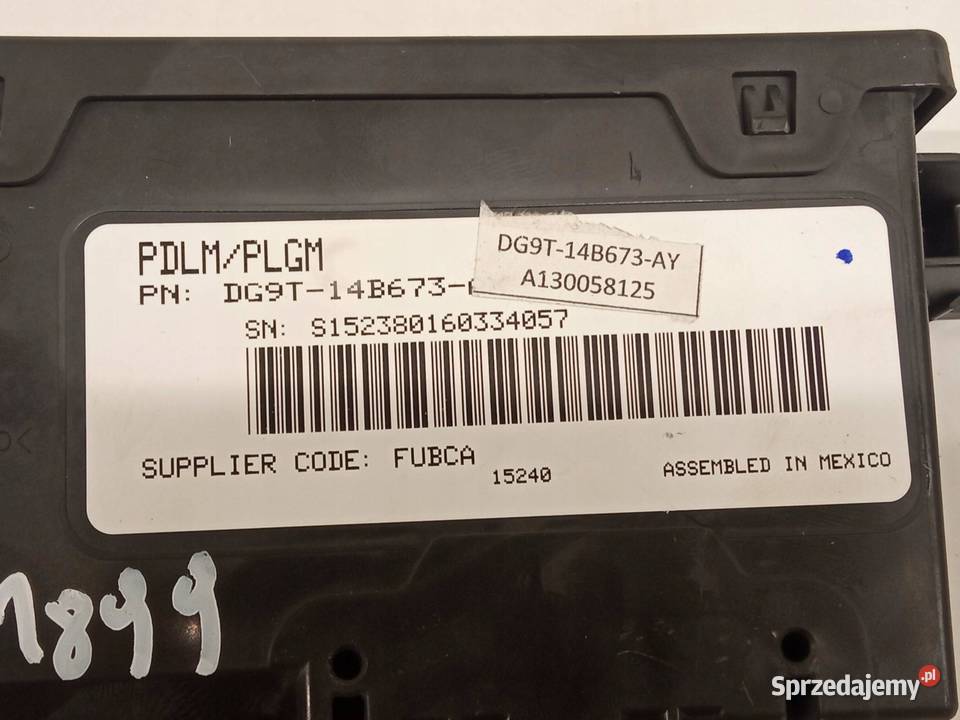 PDLM/PLGM
PN: DG9T-14B673-
DG9T-14B673-AY
A130058125
SN: S152380160334057
SUPPLIER CODE: FUBCA
15240
ASSEMBLED IN MEXICO
Sprzedajemy.pl